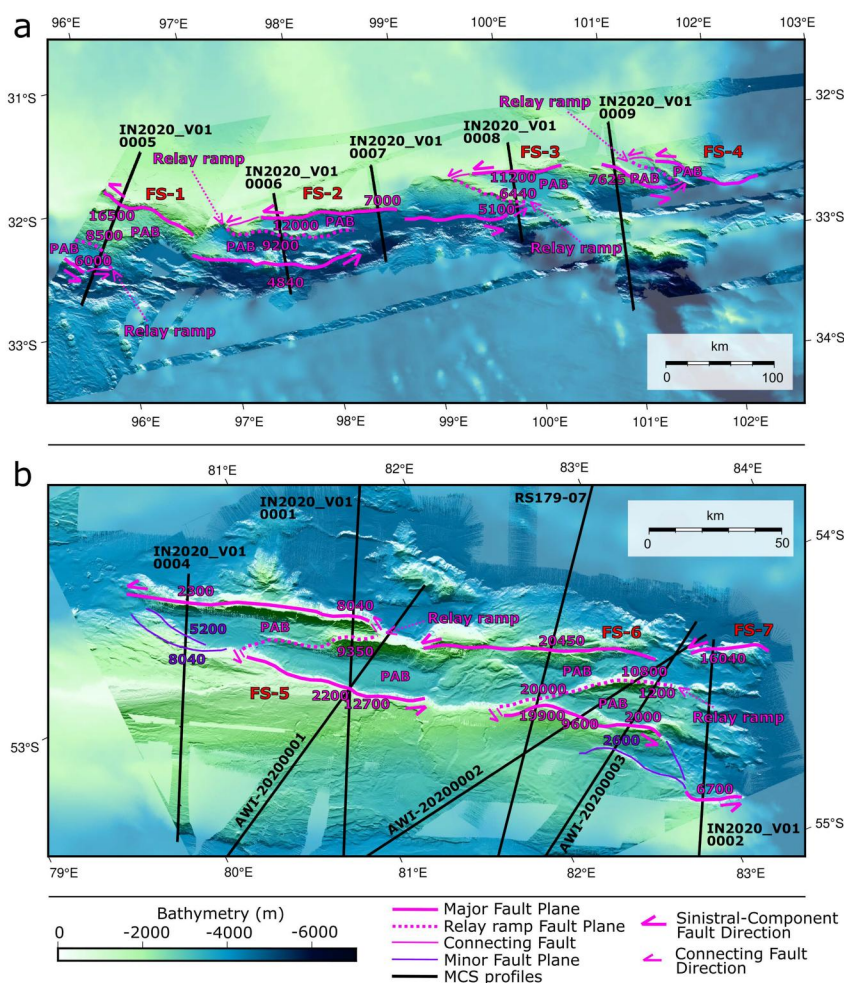 a
96°E 97°E 98°E 99°E 100°E 101°E 102°E 103°E
31°S
32°S
33°S
32°S
33°S
34°S
IN2020_V01
0005
Relay ramp
IN2020_V01
0006
IN2020_V01
0007
IN2020_V01
0008
Relay ramp
IN2020_V01
0009
FS-1
FS-2
FS-3
FS-4
16500
8500
PAB
PAB
6000
Relay ramp
7000
12000
PAB
PAB
9200
4840
11200
PAB
6440
5100
Relay ramp
7625
PAB
PAB
km
0 100
96°E 97°E 98°E 99°E 100°E 101°E 102°E
b
81°E 82°E 83°E 84°E
54°S
53°S
55°S
IN2020_V01
0001
RS179-07
IN2020_V01
0004
km
0 50
2300
8040
Relay ramp
5200
PAB
8040
9350
PAB
FS-5
2200
12700
20450
FS-6
FS-7
16040
PAB
10800
20000
1200
PAB
Relay ramp
19900
9600
2000
2600
6700
AWI-20200001
AWI-20200002
AWI-20200003
IN2020_V01
0002
79°E 80°E 81°E 82°E 83°E
Bathymetry (m)
0 -2000 -4000 -6000
Major Fault Plane
Relay ramp Fault Plane
Connecting Fault
Minor Fault Plane
MCS profiles
Sinistral-Component
Fault Direction
Connecting Fault
Direction